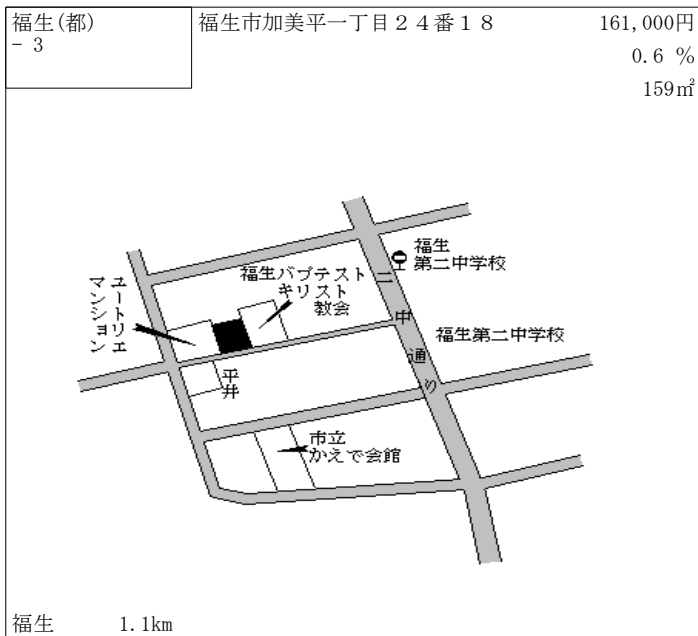 福生(都)
- 3
福生市加美平一丁目２４番１８
161,000円
0.6 %
159㎡
福生
第二中学校
福生バプテスト
キリスト
教会
ユートリエ
マンション
二中通り
福生第二中学校
平井
市立
かえで会館
福生 1.1km